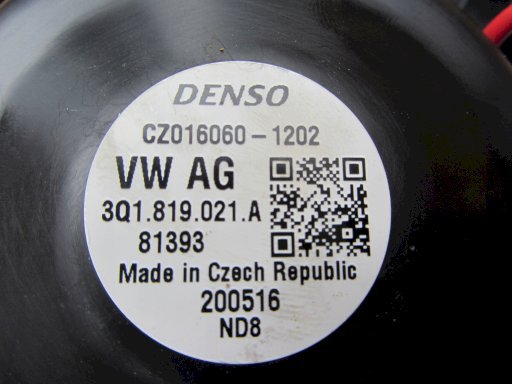 DENSO
CZ016060-1202
VW AG
3Q1.819.021.A
81393
Made in Czech Republic
200516
ND8